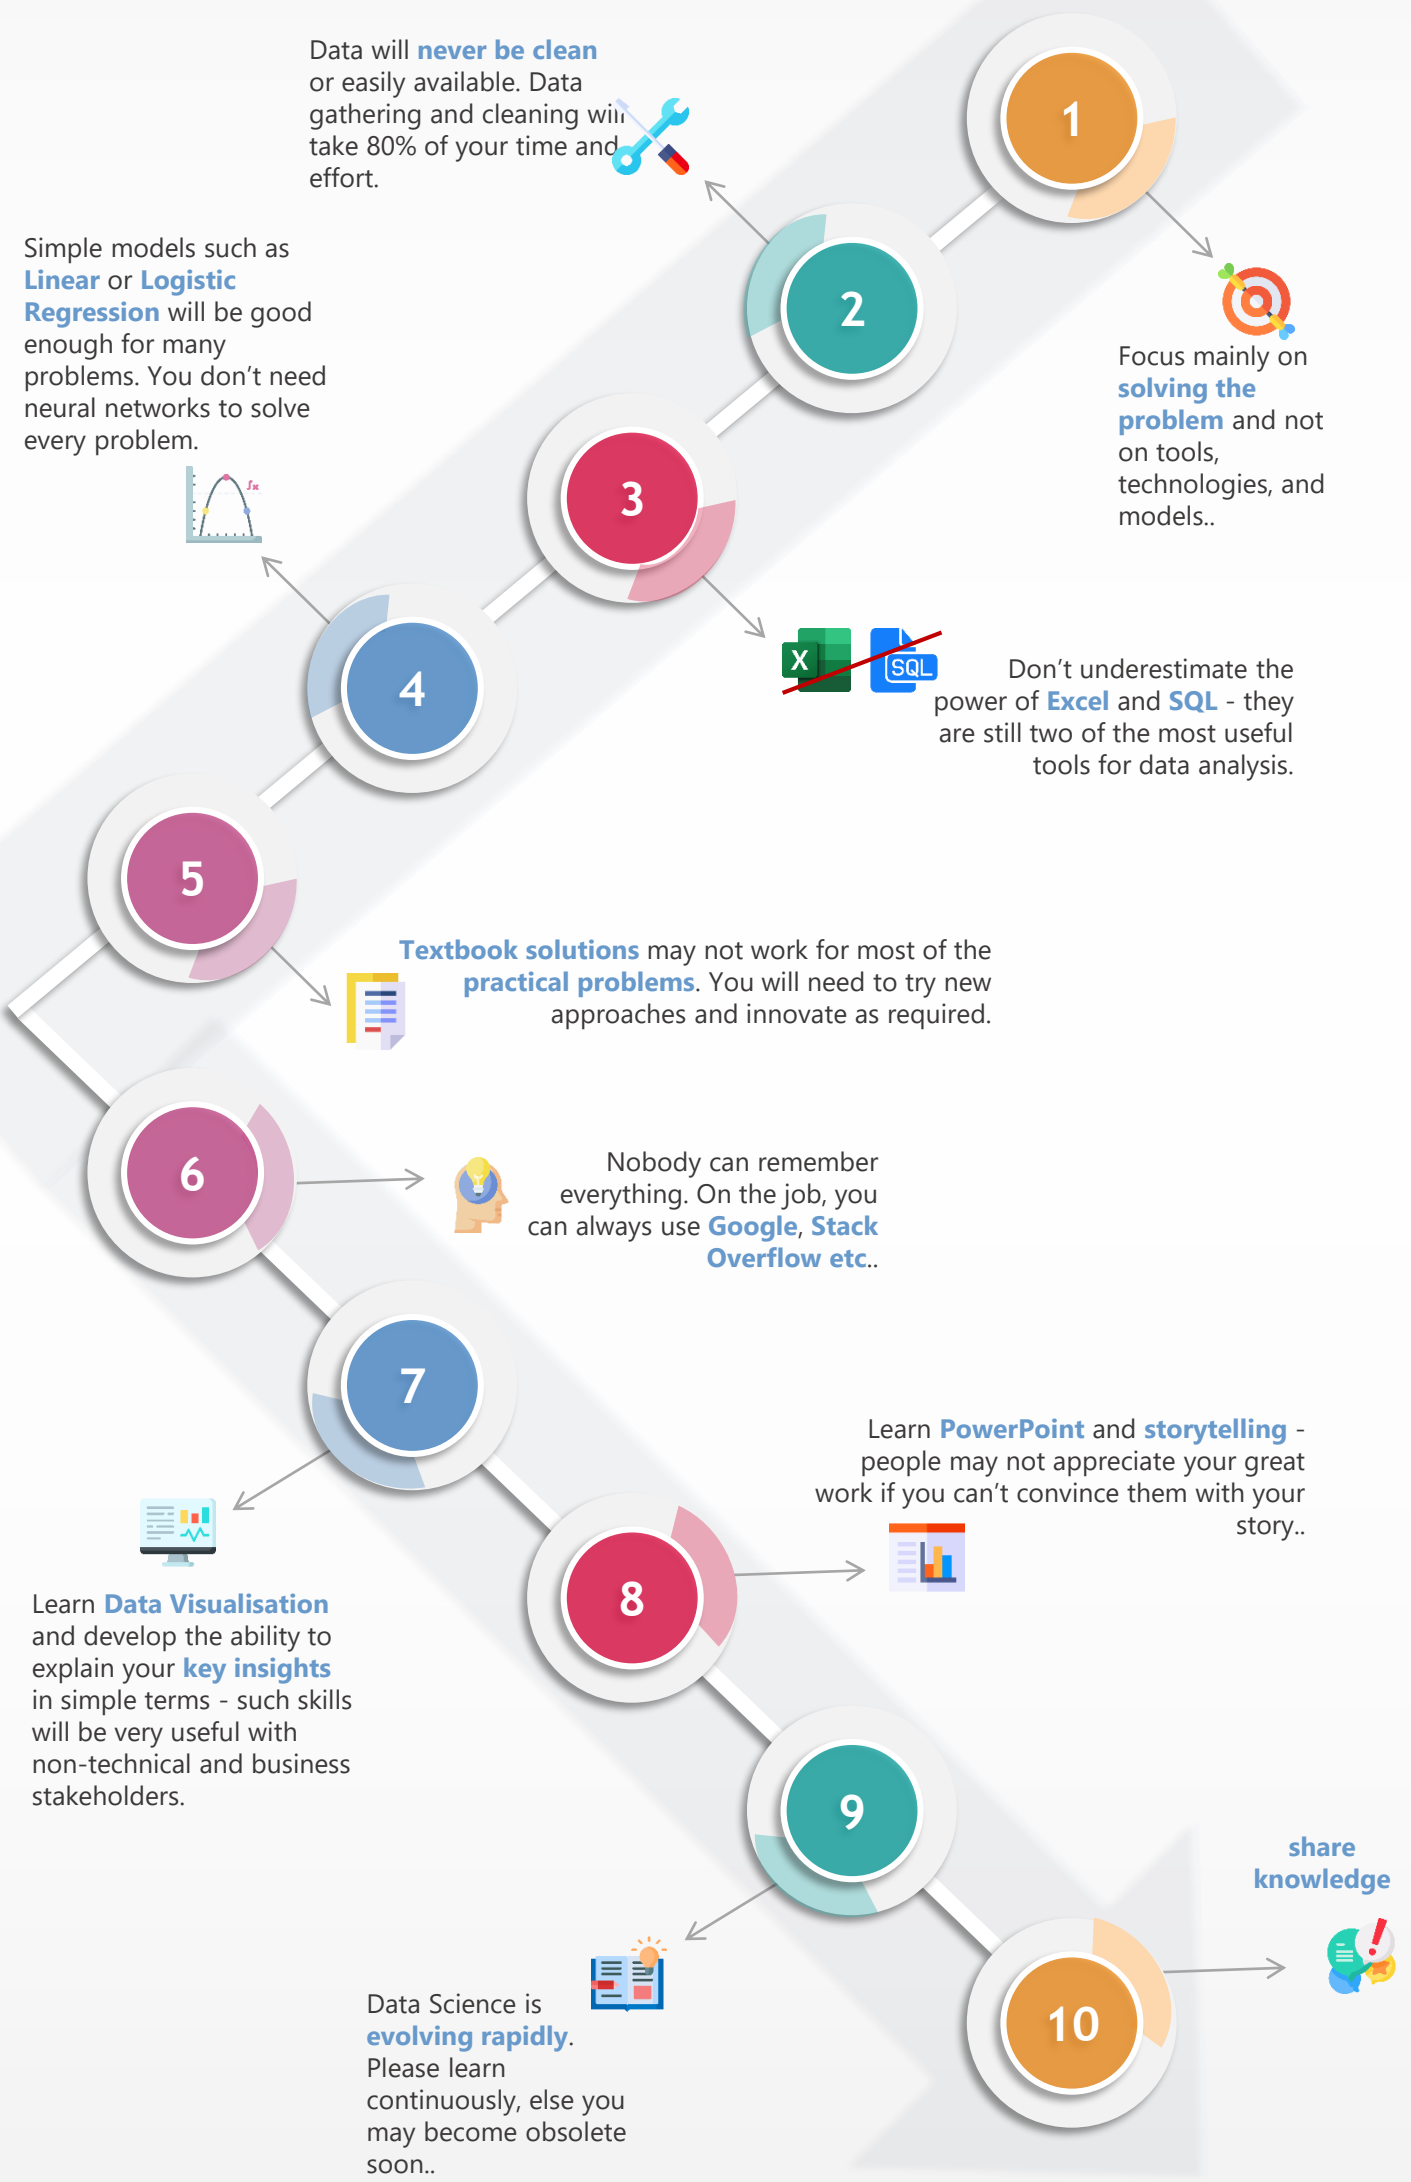 1
Focus mainly on
solving the
problem and not
on tools,
technologies, and
models..
2
Data will never be clean
or easily available. Data
gathering and cleaning will
take 80% of your time and
effort.
3
X
SQL
Don't underestimate the
power of Excel and SQL - they
are still two of the most useful
tools for data analysis.
4
Simple models such as
Linear or Logistic
Regression will be good
enough for many
problems. You don't need
neural networks to solve
every problem.
∫x
5
Textbook solutions may not work for most of the
practical problems. You will need to try new
approaches and innovate as required.
6
Nobody can remember
everything. On the job, you
can always use Google, Stack
Overflow etc..
7
Learn Data Visualisation
and develop the ability to
explain your key insights
in simple terms - such skills
will be very useful with
non-technical and business
stakeholders.
8
Learn PowerPoint and storytelling -
people may not appreciate your great
work if you can't convince them with your
story..
9
Data Science is
evolving rapidly.
Please learn
continuously, else you
may become obsolete
soon..
10
share
knowledge